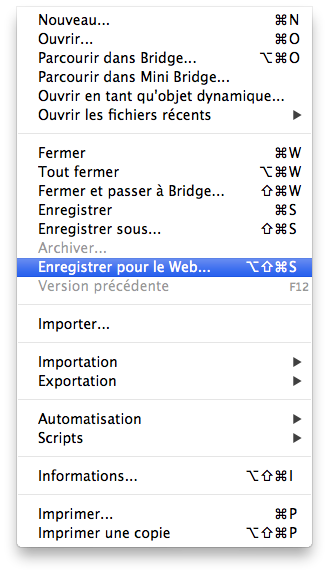 Nouveau... ⌘N
Ouvrir... ⌘O
Parcourir dans Bridge... ⌥⌘O
Parcourir dans Mini Bridge...
Ouvrir en tant qu'objet dynamique...
Ouvrir les fichiers récents ▶
Fermer ⌘W
Tout fermer ⌥⌘W
Fermer et passer à Bridge... ⇧⌘W
Enregistrer ⌘S
Enregistrer sous... ⇧⌘S
Archiver...
Enregistrer pour le Web... ⌥⇧⌘S
Version précédente F12
Importer...
Importation ▶
Exportation ▶
Automatisation ▶
Scripts ▶
Informations... ⌥⇧⌘I
Imprimer... ⌘P
Imprimer une copie ⌥⇧⌘P